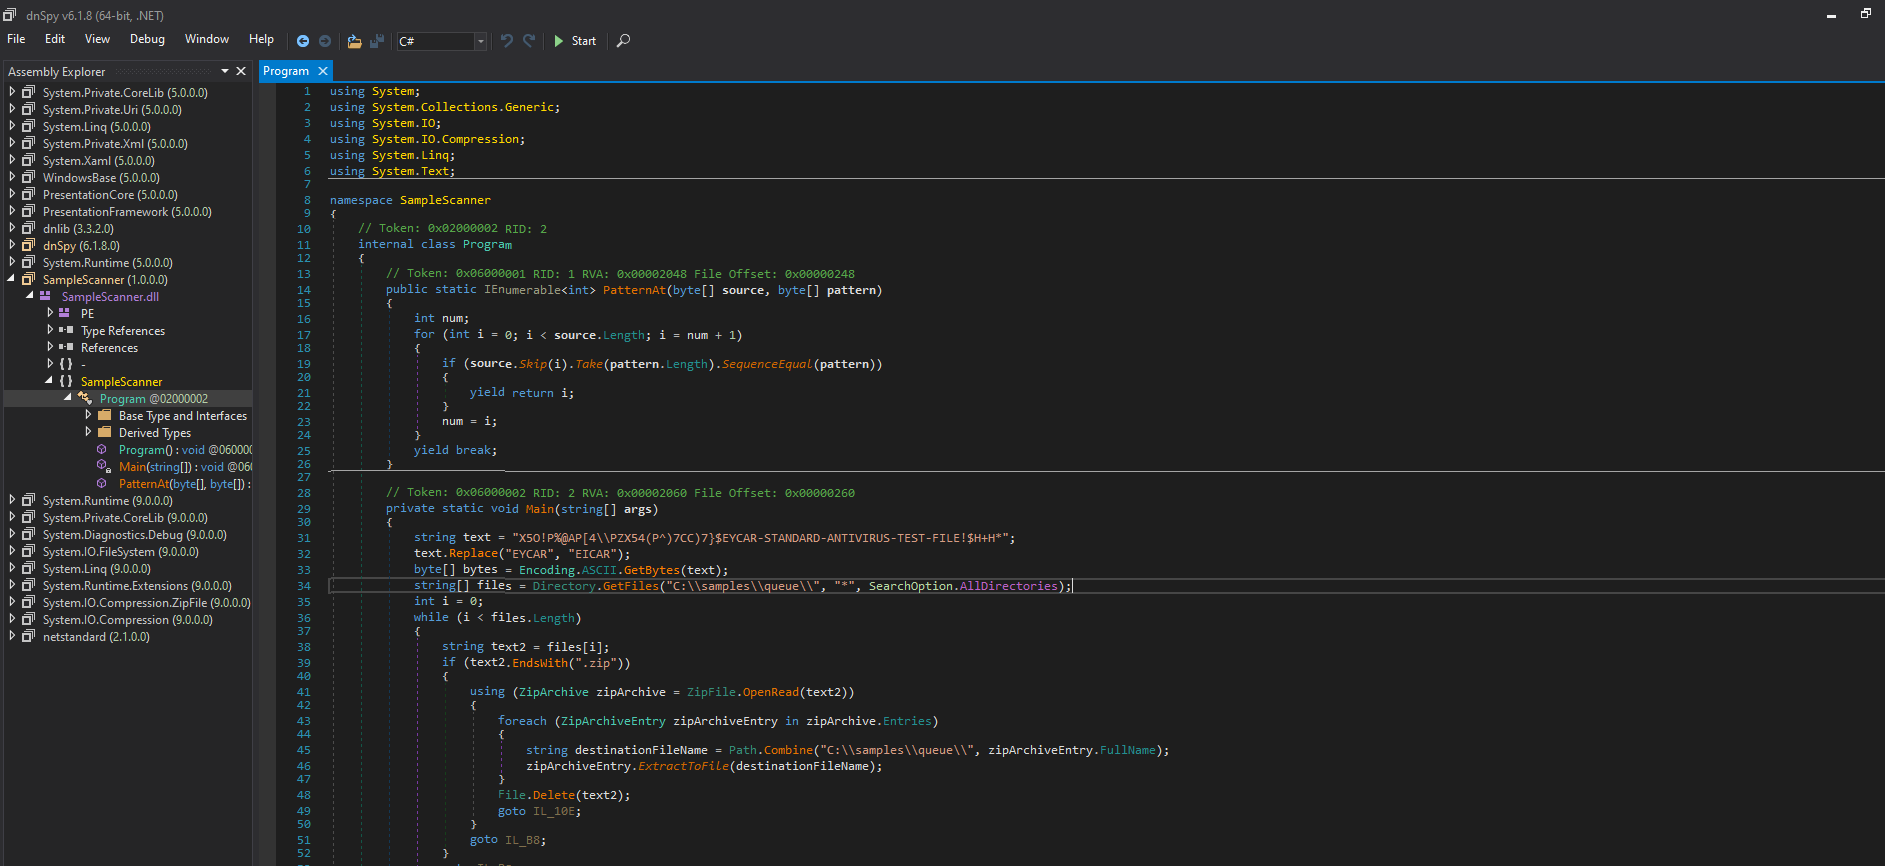 dnSpy v6.1.8 (64-bit, .NET)
File Edit View Debug Window Help C# Start
Assembly Explorer
System.Private.CoreLib (5.0.0.0)
System.Private.Uri (5.0.0.0)
System.Linq (5.0.0.0)
System.Private.Xml (5.0.0.0)
System.Xaml (5.0.0.0)
WindowsBase (5.0.0.0)
PresentationCore (5.0.0.0)
PresentationFramework (5.0.0.0)
dnlib (3.3.2.0)
dnSpy (6.1.8.0)
System.Runtime (5.0.0.0)
SampleScanner (1.0.0.0)
SampleScanner.dll
PE
Type References
References
{ } -
{ } SampleScanner
Program @02000002
Base Type and Interfaces
Derived Types
Program() : void @060000
Main(string[]) : void @060
PatternAt(byte[], byte[]) :
System.Runtime (9.0.0.0)
System.Private.CoreLib (9.0.0.0)
System.Diagnostics.Debug (9.0.0.0)
System.IO.FileSystem (9.0.0.0)
System.Linq (9.0.0.0)
System.Runtime.Extensions (9.0.0.0)
System.IO.Compression.ZipFile (9.0.0.0)
System.IO.Compression (9.0.0.0)
netstandard (2.1.0.0)
Program
1 using System;
2 using System.Collections.Generic;
3 using System.IO;
4 using System.IO.Compression;
5 using System.Linq;
6 using System.Text;
7
8 namespace SampleScanner
9 {
10 // Token: 0x02000002 RID: 2
11 internal class Program
12 {
13 // Token: 0x06000001 RID: 1 RVA: 0x00002048 File Offset: 0x00000248
14 public static IEnumerable<int> PatternAt(byte[] source, byte[] pattern)
15 {
16 int num;
17 for (int i = 0; i < source.Length; i = num + 1)
18 {
19 if (source.Skip(i).Take(pattern.Length).SequenceEqual(pattern))
20 {
21 yield return i;
22 }
23 num = i;
24 }
25 yield break;
26 }
27
28 // Token: 0x06000002 RID: 2 RVA: 0x00002060 File Offset: 0x00000260
29 private static void Main(string[] args)
30 {
31 string text = "X5O!P%@AP[4\\PZX54(P^)7CC)7}$EYCAR-STANDARD-ANTIVIRUS-TEST-FILE!$H+H*";
32 text.Replace("EYCAR", "EICAR");
33 byte[] bytes = Encoding.ASCII.GetBytes(text);
34 string[] files = Directory.GetFiles("C:\\samples\\queue\\", "*", SearchOption.AllDirectories);
35 int i = 0;
36 while (i < files.Length)
37 {
38 string text2 = files[i];
39 if (text2.EndsWith(".zip"))
40 {
41 using (ZipArchive zipArchive = ZipFile.OpenRead(text2))
42 {
43 foreach (ZipArchiveEntry zipArchiveEntry in zipArchive.Entries)
44 {
45 string destinationFileName = Path.Combine("C:\\samples\\queue\\", zipArchiveEntry.FullName);
46 zipArchiveEntry.ExtractToFile(destinationFileName);
47 }
48 File.Delete(text2);
49 goto IL_10E;
50 }
51 goto IL_B8;
52 }